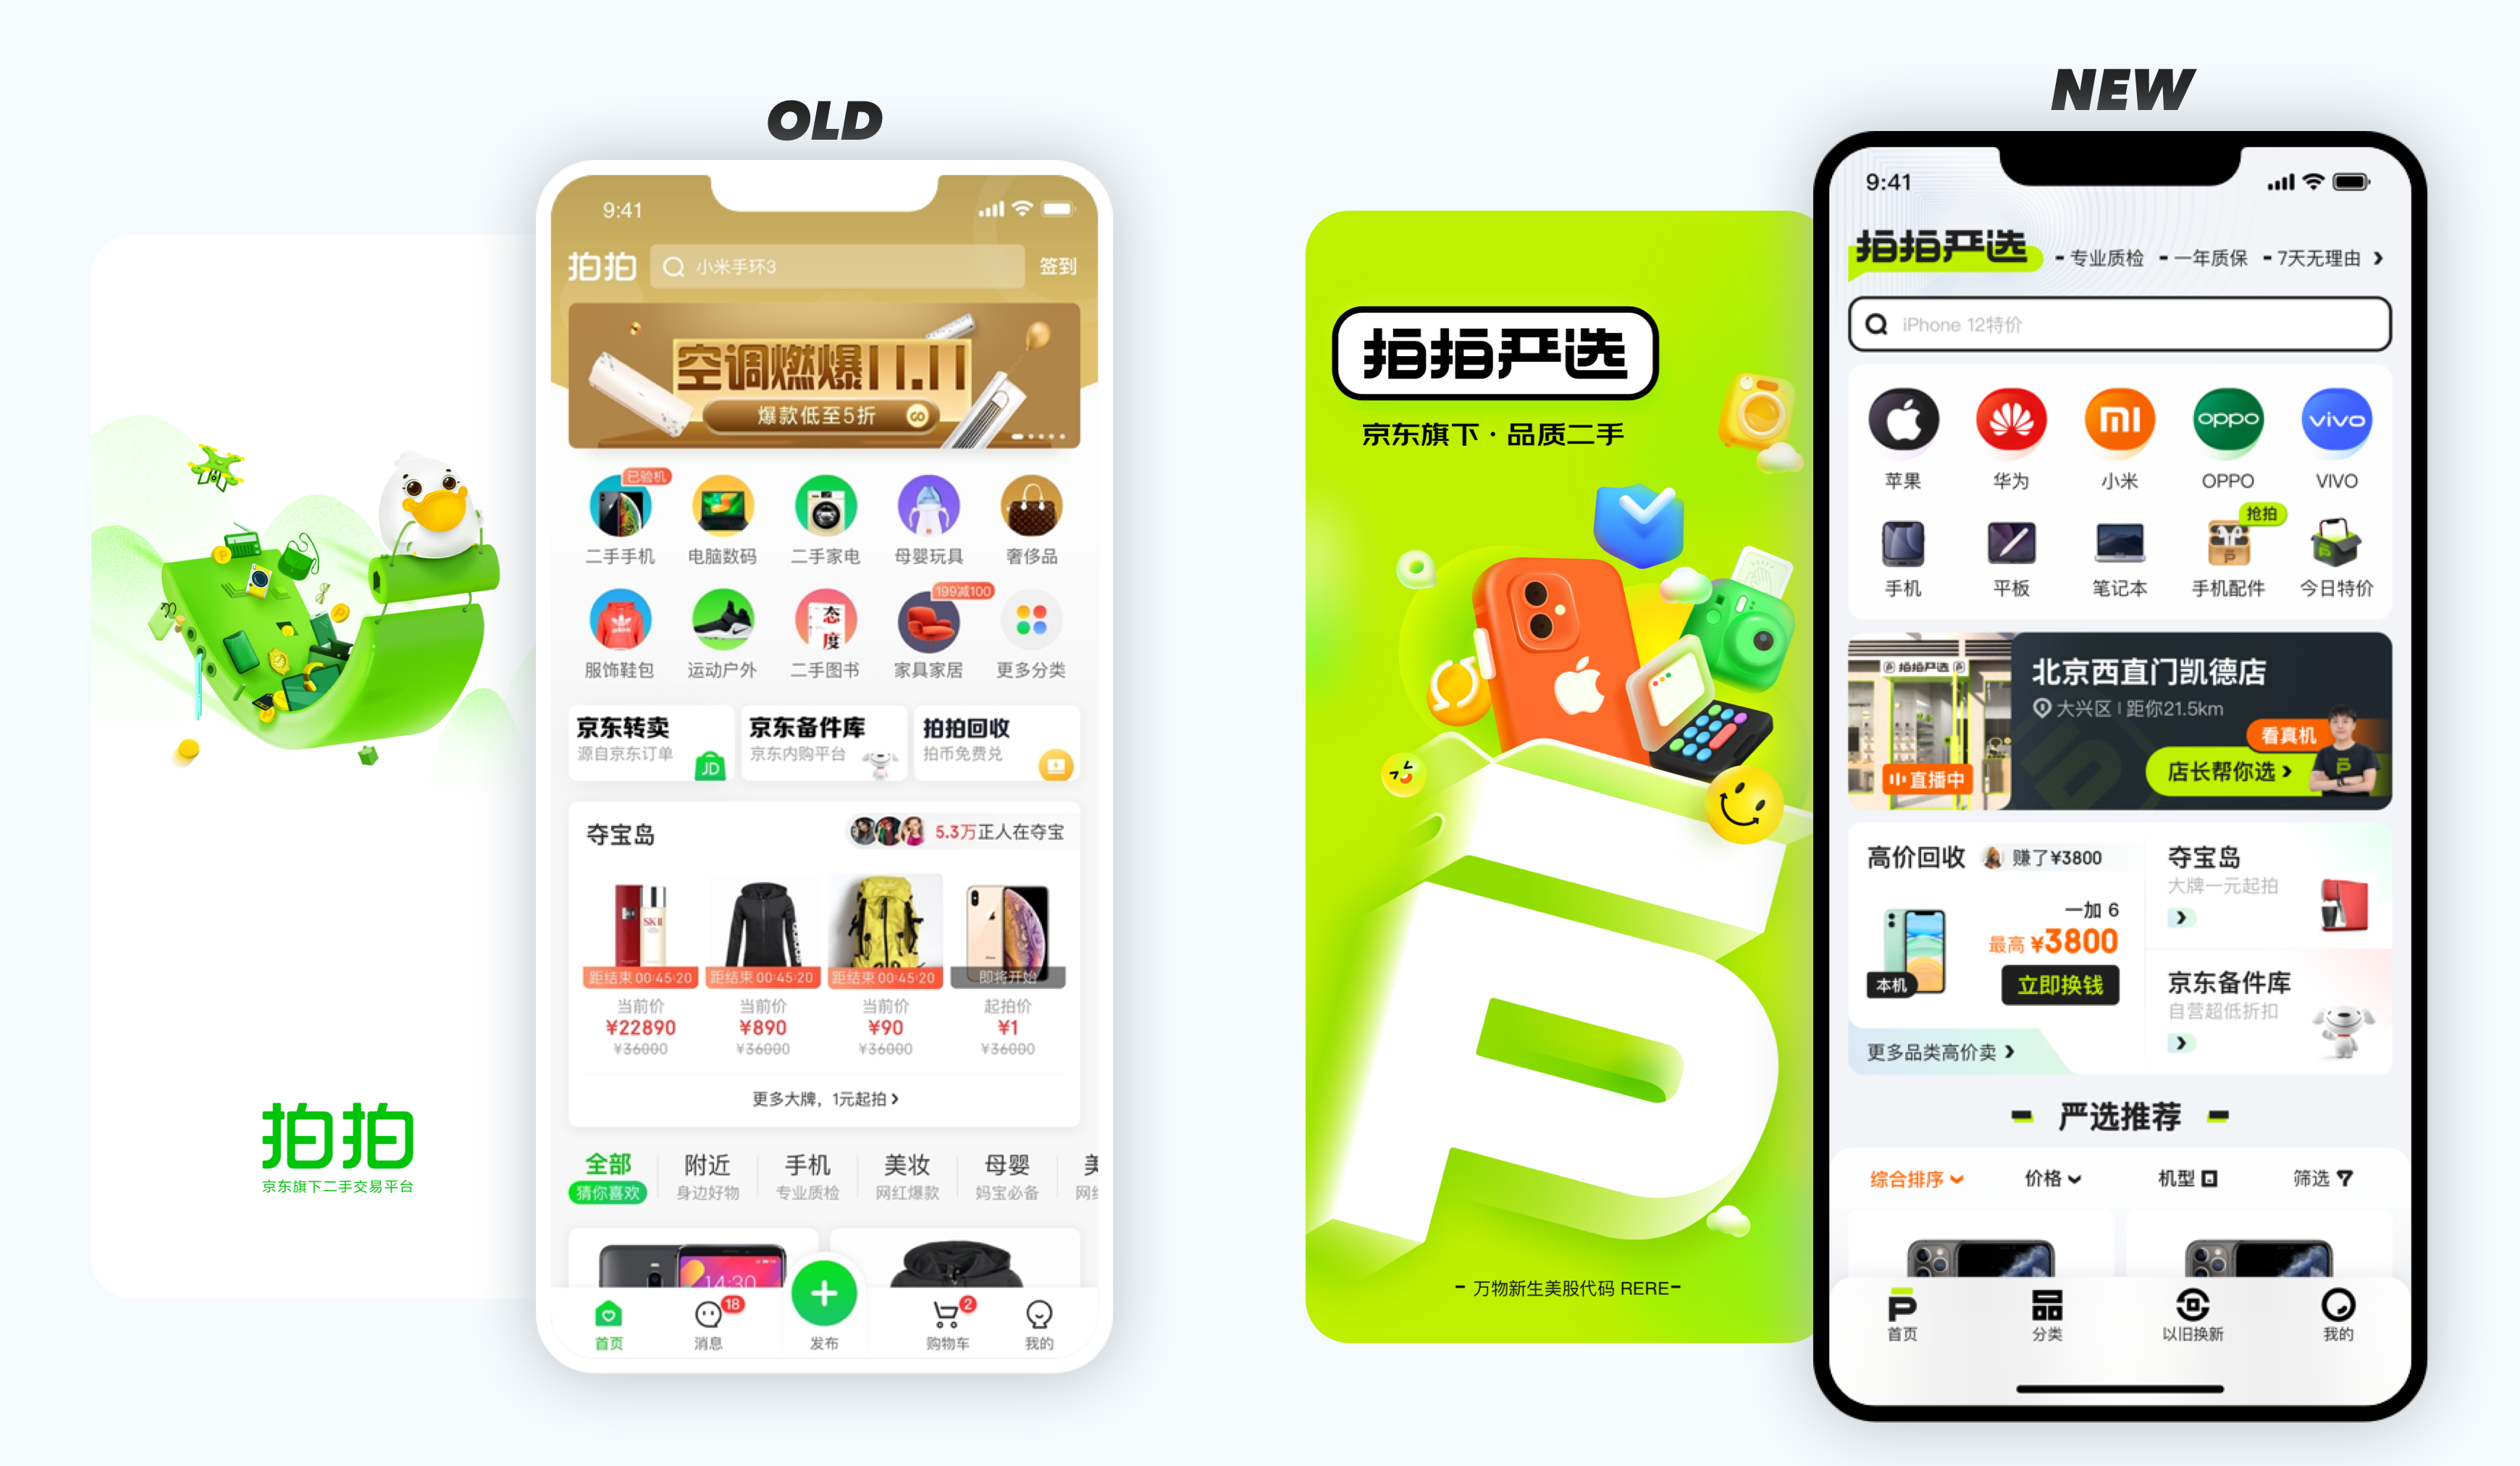 OLD
9:41
拍拍
小米手环3
签到
空调燃爆11.11
爆款低至5折
GO
已验机
二手手机 电脑数码 二手家电 母婴玩具 奢侈品
199减100
态度
服饰鞋包 运动户外 二手图书 家具家居 更多分类
京东转卖 京东备件库 拍拍回收
源自京东订单 京东内购平台 拍币免费兑
JD
夺宝岛
5.3万正人在夺宝
SK-II
距结束 00:45:20 距结束 00:45:20 距结束 00:45:20 即将开始
当前价 当前价 当前价 起拍价
¥22890 ¥890 ¥90 ¥1
¥36000 ¥36000 ¥36000 ¥36000
更多大牌，1元起拍
全部 附近 手机 美妆 母婴
猜你喜欢 身边好物 专业质检 网红爆款 妈宝必备
14:30
18
2
首页 消息 发布 购物车 我的
拍拍
京东旗下二手交易平台
拍拍严选
京东旗下·品质二手
- 万物新生美股代码 RERE-
NEW
9:41
拍拍严选
- 专业质检 - 一年质保 - 7天无理由
iPhone 12特价
mi
oppo
vivo
苹果 华为 小米 OPPO VIVO
抢拍
手机 平板 笔记本 手机配件 今日特价
拍拍严选
直播中
北京西直门凯德店
大兴区 | 距你21.5km
看真机
店长帮你选
高价回收
赚了¥3800
一加 6
最高 ¥3800
立即换钱
本机
更多品类高价卖
夺宝岛
大牌一元起拍
京东备件库
自营超低折扣
严选推荐
综合排序 价格 机型 筛选
首页 分类 以旧换新 我的